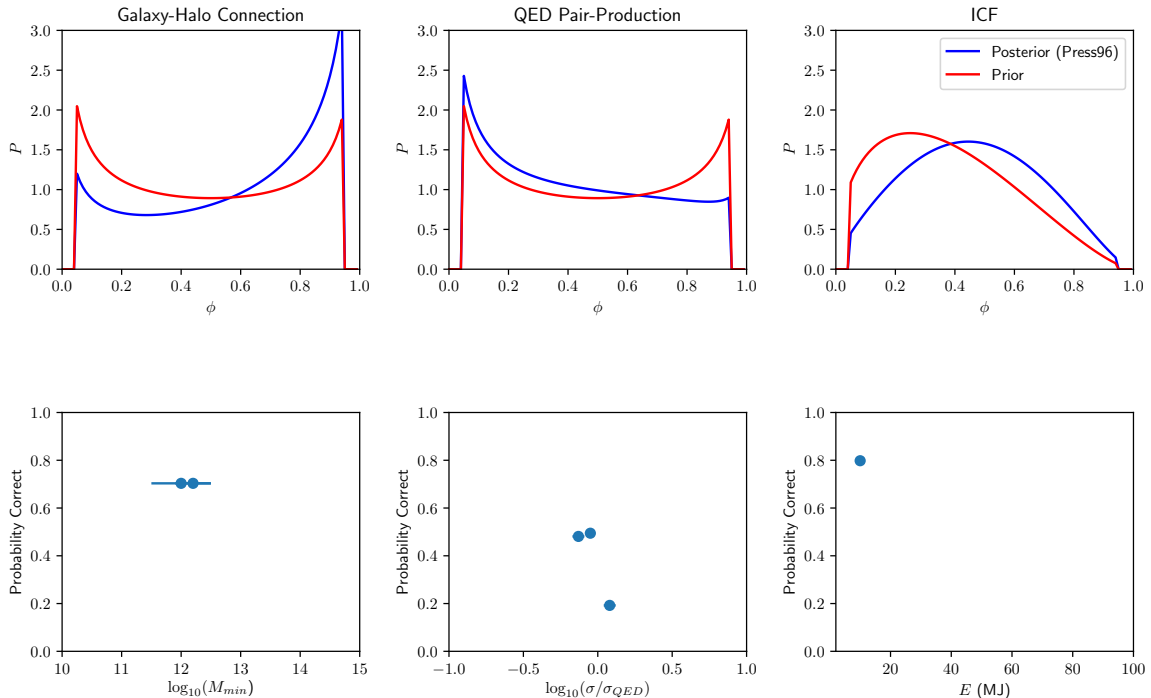 Galaxy-Halo Connection
QED Pair-Production
ICF
3.0
2.5
2.0
1.5
1.0
0.5
0.0
P
0.0 0.2 0.4 0.6 0.8 1.0
ϕ
3.0
2.5
2.0
1.5
1.0
0.5
0.0
P
0.0 0.2 0.4 0.6 0.8 1.0
ϕ
3.0
2.5
2.0
1.5
1.0
0.5
0.0
P
0.0 0.2 0.4 0.6 0.8 1.0
ϕ
Posterior (Press96)
Prior
1.0
0.8
0.6
0.4
0.2
0.0
Probability Correct
10 11 12 13 14 15
log₁₀(M_min)
1.0
0.8
0.6
0.4
0.2
0.0
Probability Correct
−1.0 −0.5 0.0 0.5 1.0
log₁₀(σ/σ_QED)
1.0
0.8
0.6
0.4
0.2
0.0
Probability Correct
20 40 60 80 100
E (MJ)